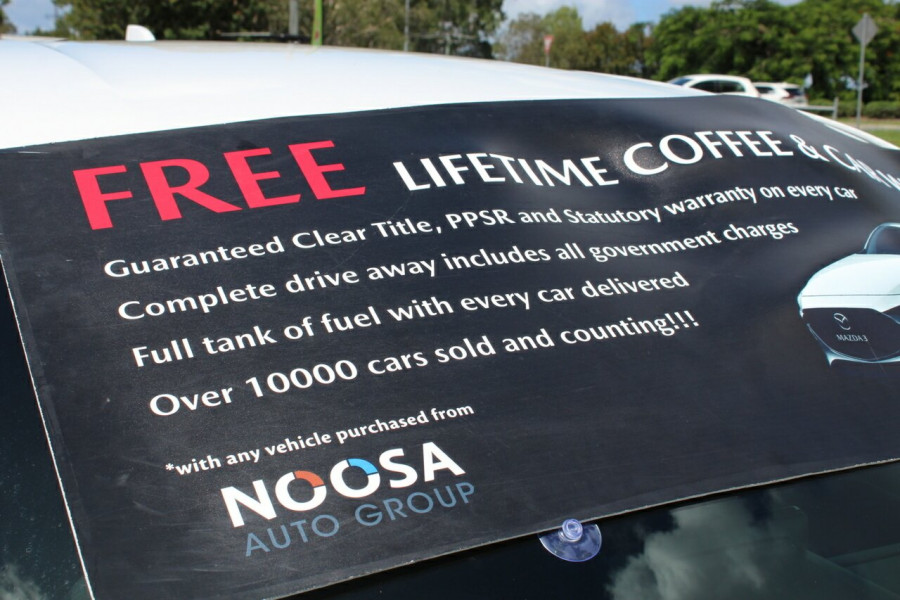 FREE LIFETIME COFFEE &
Guaranteed Clear Title, PPSR and Statutory warranty on every car
Complete drive away includes all government charges
Full tank of fuel with every car delivered
Over 10000 cars sold and counting!!!
MAZDA3
*with any vehicle purchased from
NOOSA
AUTO GROUP